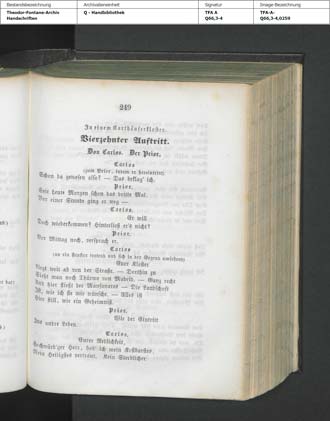 Bestandsbezeichnung Archivalieneinheit Signatur Image-Bezeichnung
Theodor-Fontane-Archiv Q - Handbibliothek TFA A TFA-A-
Handschriften Q66,3-4 Q66,3-4,0259
249
In einem Karthäuserkloster.
Vierzehnter Auftritt.
Don Carlos. Der Prior.
Carlos
(zum Prior, indem er hereintritt)
Schon da gewesen also? — Das beklag' ich.
Prior.
Seit heute Morgen schon das dritte Mal.
Vor einer Stunde ging er weg —
Carlos.
Er will
Doch wiederkommen? Hinterließ er's nicht?
Prior.
Vor Mittag noch, versprach er.
Carlos
(an ein Fenster tretend und sich in der Gegend umsehend)
Euer Kloster
Liegt weit ab von der Straße. — Dorthin zu
Sieht man noch Thürme von Madrid. — Ganz recht
Und hier fließt der Mansanares — Die Landschaft
Ist, wie ich sie mir wünsche. — Alles ist
Hier still, wie ein Geheimniß.
Prior.
Wie der Eintritt
Ins andre Leben.
Carlos.
Eurer Redlichkeit,
Hochwürd'ger Herr, hab' ich mein Kostbarstes,
Mein Heiligstes vertraut. Kein Sterblicher